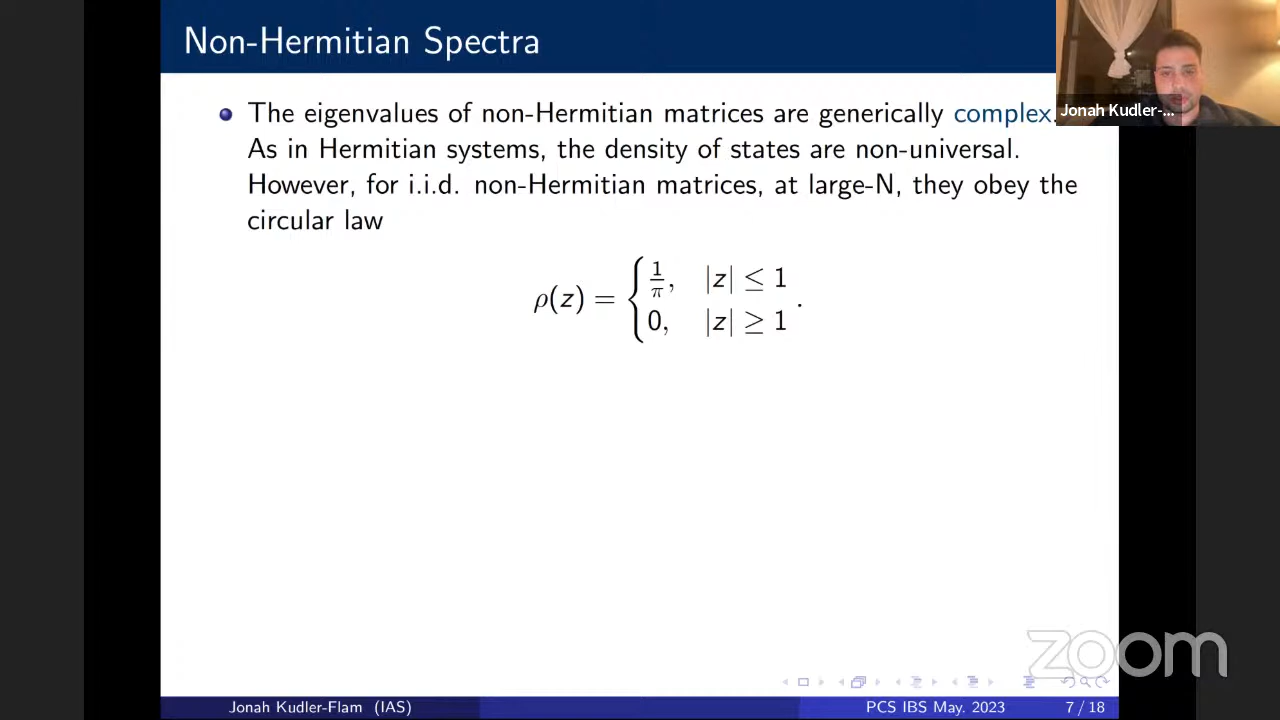 Non-Hermitian Spectra
The eigenvalues of non-Hermitian matrices are generically complex.
As in Hermitian systems, the density of states are non-universal.
However, for i.i.d. non-Hermitian matrices, at large-N, they obey the
circular law
ρ(z) = { 1/π, |z| ≤ 1
0, |z| ≥ 1 .
Jonah Kudler-...
zoom
Jonah Kudler-Flam (IAS)
PCS IBS May. 2023
7 / 18